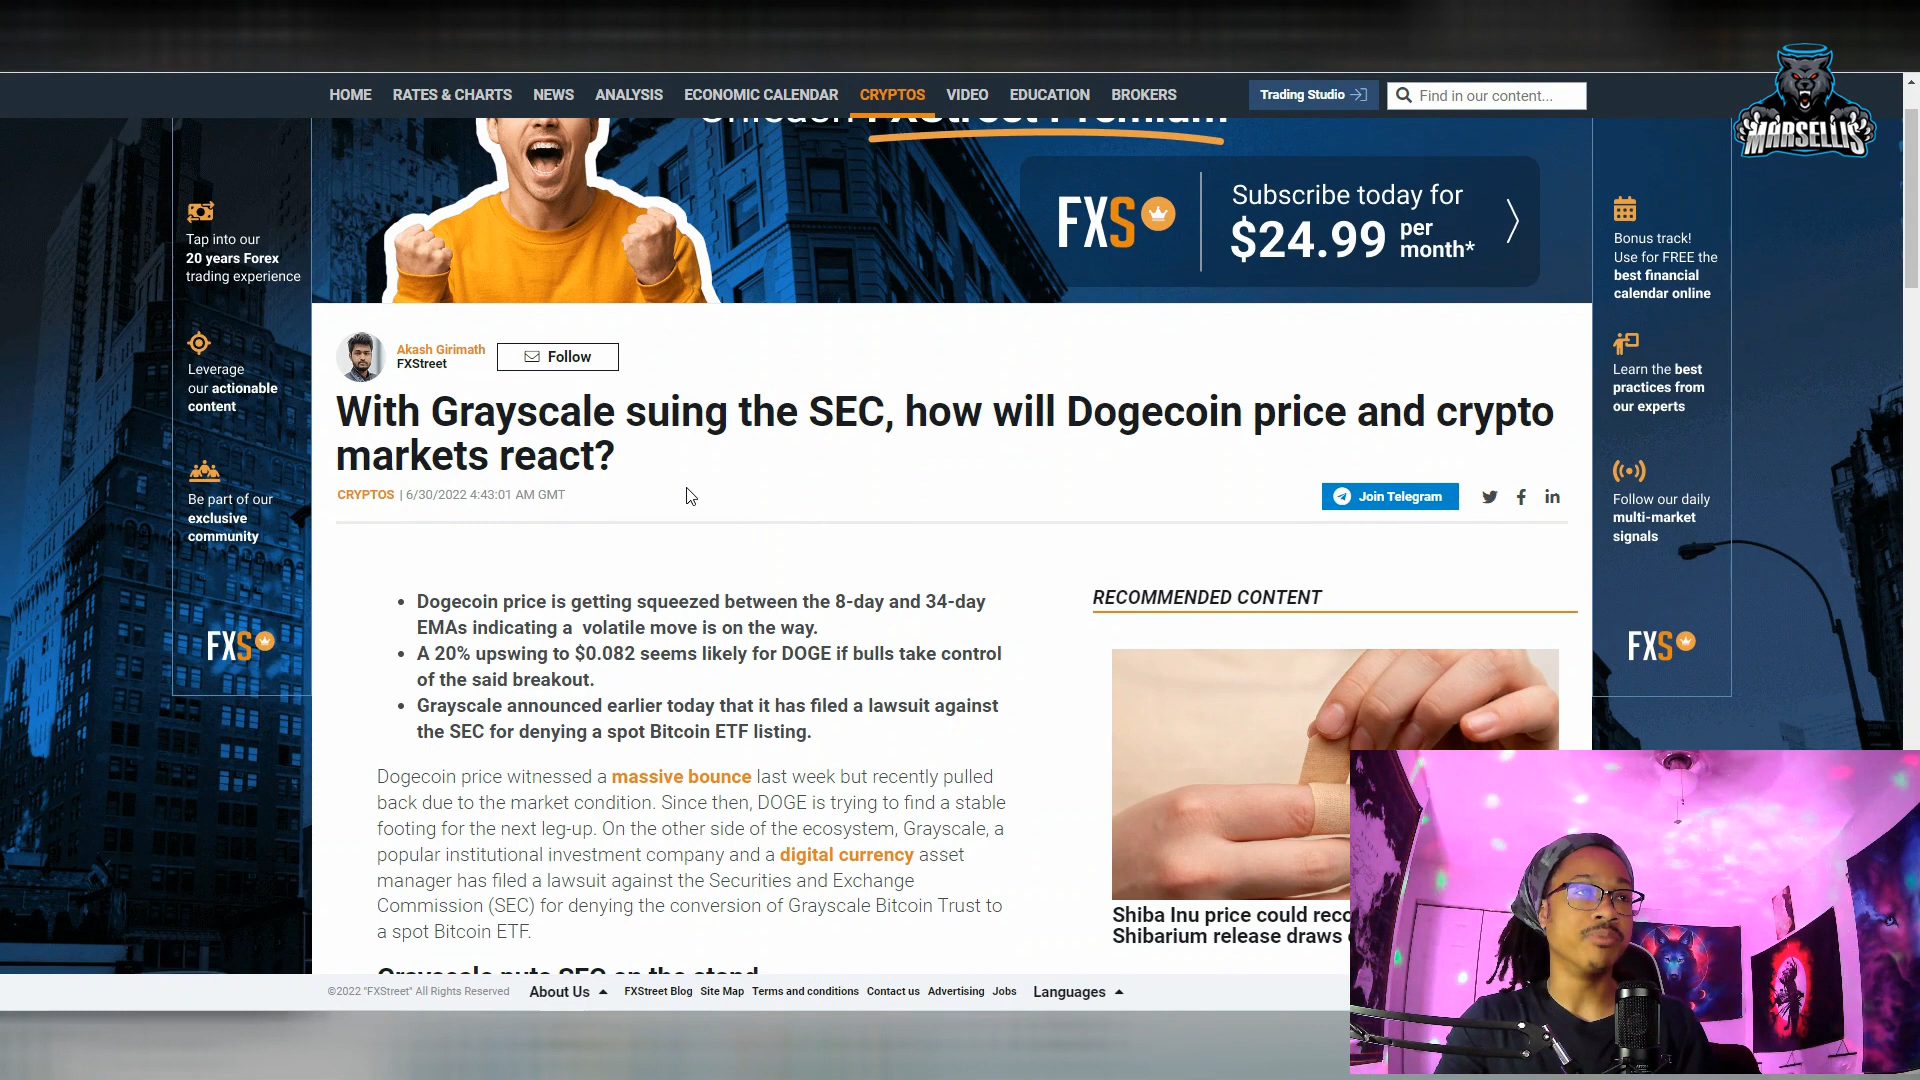 HOME RATES & CHARTS NEWS ANALYSIS ECONOMIC CALENDAR CRYPTOS VIDEO EDUCATION BROKERS Trading Studio Find in our content...
MARSELLIS
Unleash FXStreet Premium
Subscribe today for
FXS $24.99 per month*
Tap into our
20 years Forex
trading experience
Leverage
our actionable
content
Be part of our
exclusive
community
FXS
Bonus track!
Use for FREE the
best financial
calendar online
Learn the best
practices from
our experts
Follow our daily
multi-market
signals
FXS
Akash Girimath
FXStreet
Follow
With Grayscale suing the SEC, how will Dogecoin price and crypto
markets react?
CRYPTOS | 6/30/2022 4:43:01 AM GMT
Join Telegram
• Dogecoin price is getting squeezed between the 8-day and 34-day
EMAs indicating a volatile move is on the way.
• A 20% upswing to $0.082 seems likely for DOGE if bulls take control
of the said breakout.
• Grayscale announced earlier today that it has filed a lawsuit against
the SEC for denying a spot Bitcoin ETF listing.
Dogecoin price witnessed a massive bounce last week but recently pulled
back due to the market condition. Since then, DOGE is trying to find a stable
footing for the next leg-up. On the other side of the ecosystem, Grayscale, a
popular institutional investment company and a digital currency asset
manager has filed a lawsuit against the Securities and Exchange
Commission (SEC) for denying the conversion of Grayscale Bitcoin Trust to
a spot Bitcoin ETF.
Grayscale puts SEC on the stand
RECOMMENDED CONTENT
Shiba Inu price could reco
Shibarium release draws
©2022 "FXStreet" All Rights Reserved About Us FXStreet Blog Site Map Terms and conditions Contact us Advertising Jobs Languages